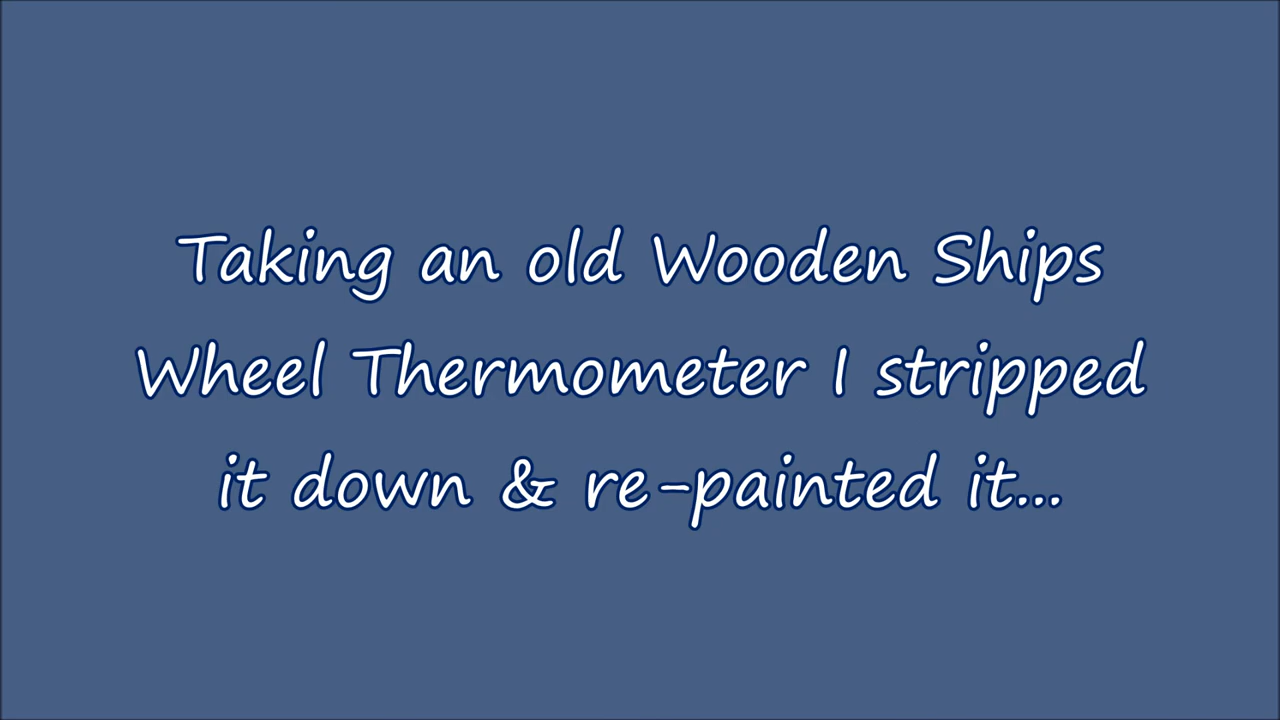 Taking an old Wooden Ships
Wheel Thermometer I stripped
it down & re-painted it...